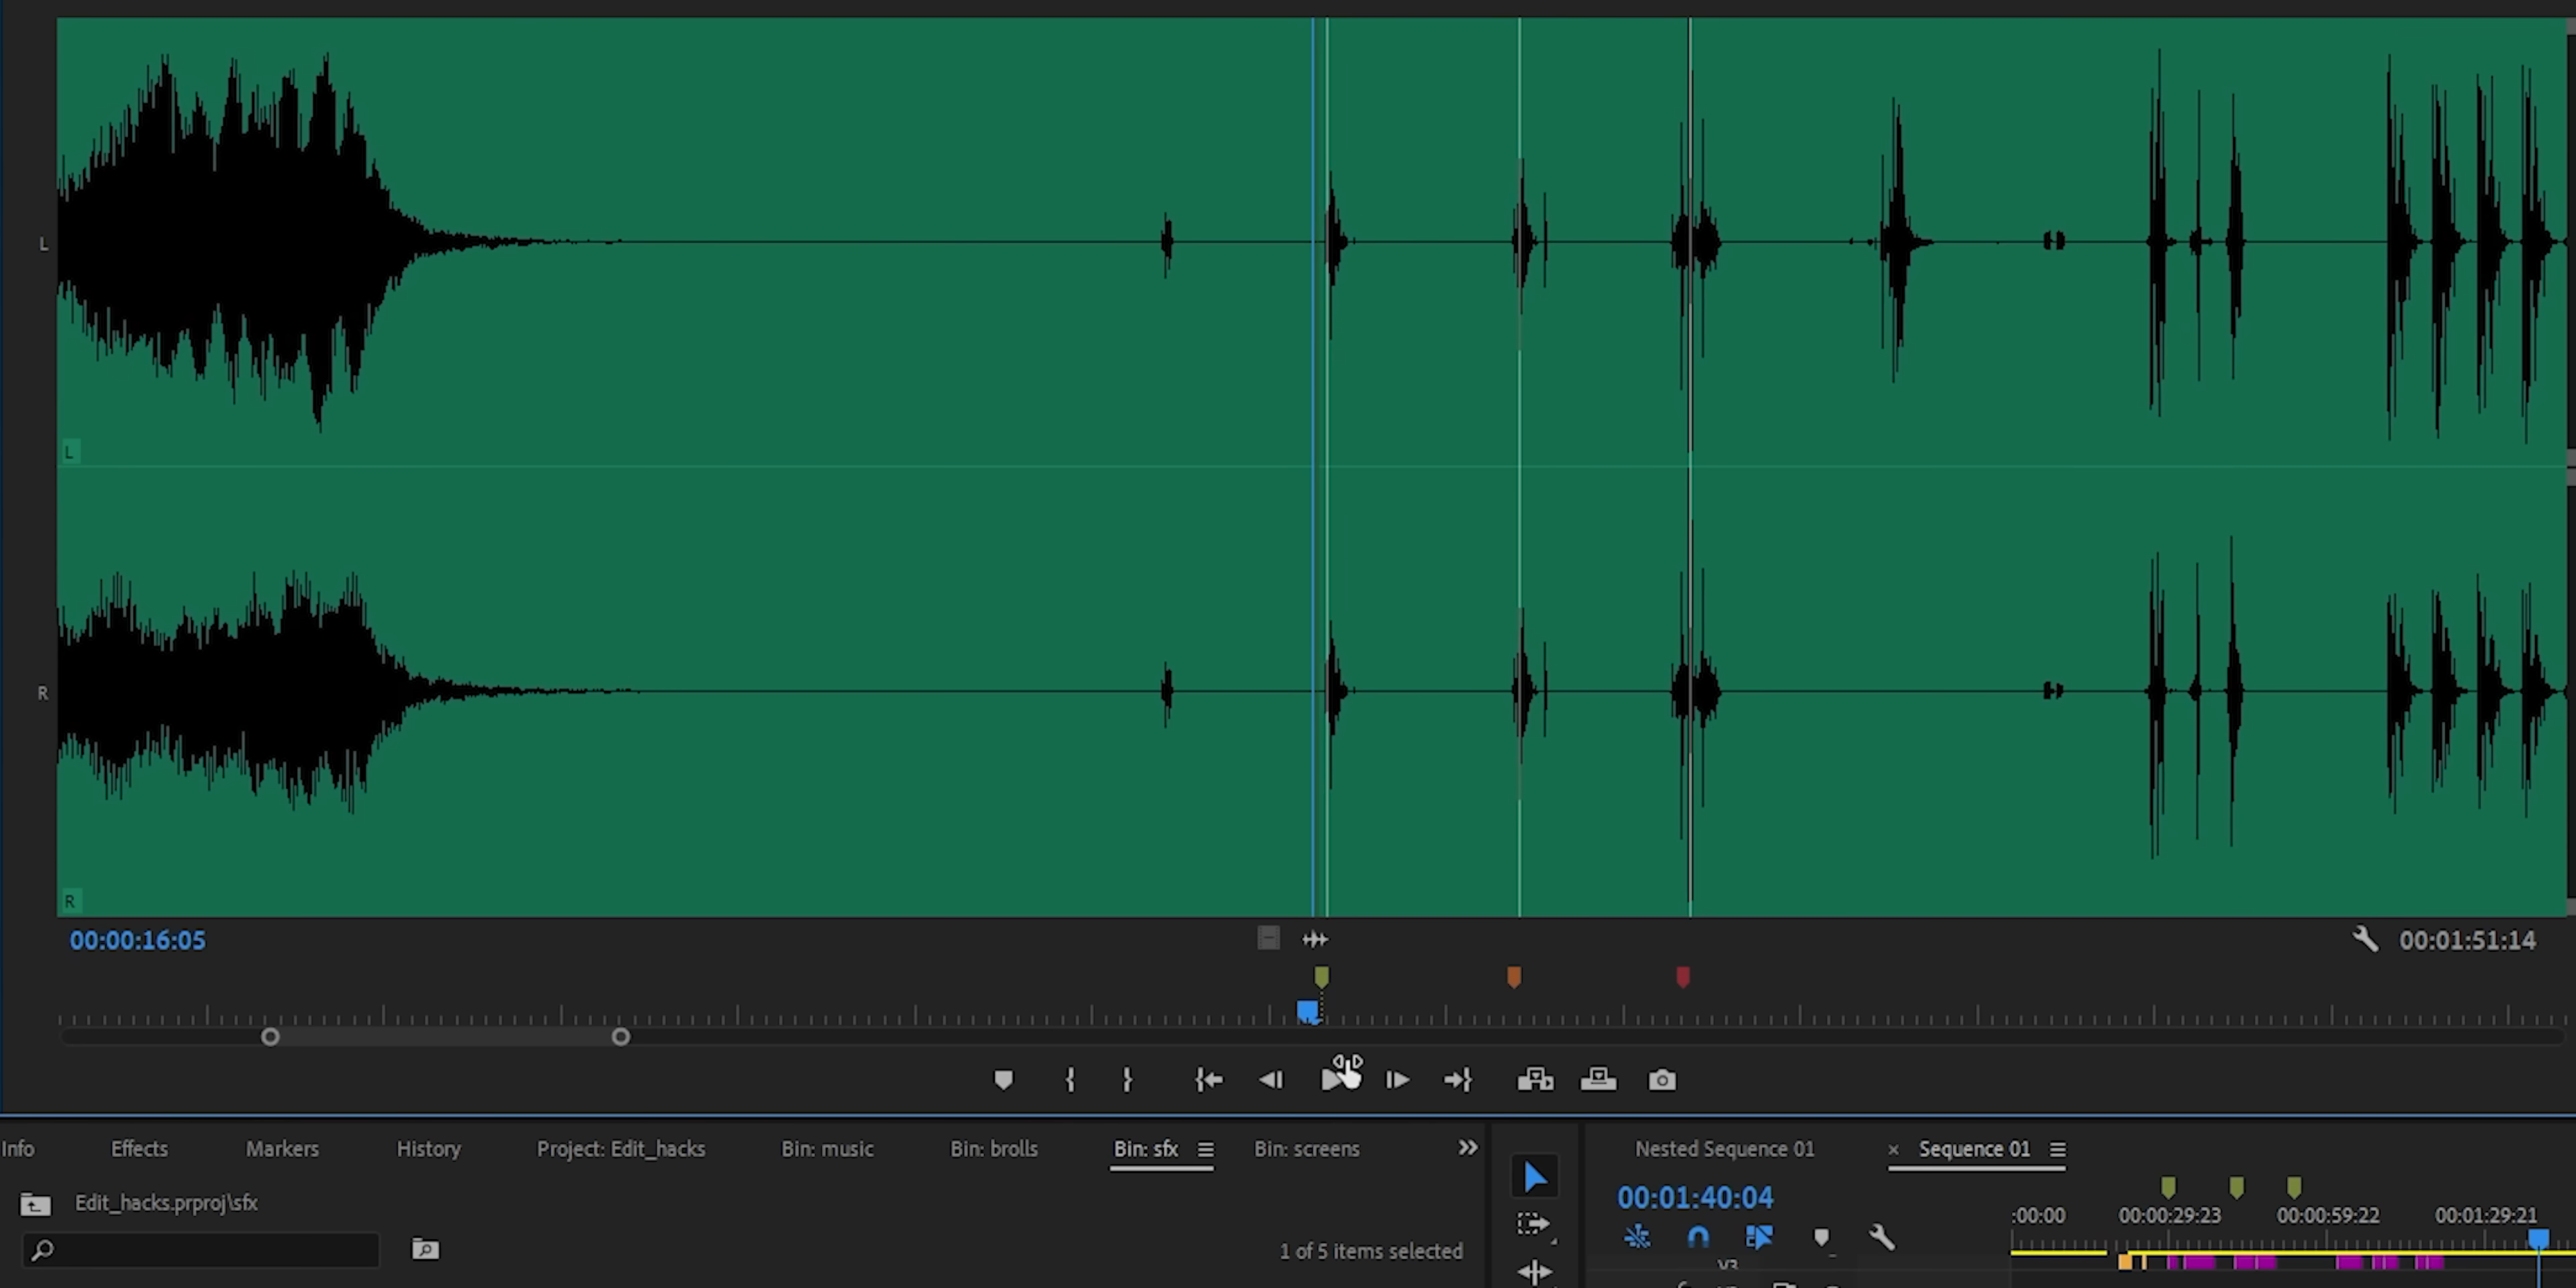 L
L
R
R
00:00:16:05
00:01:51:14
Info Effects Markers History Project: Edit_hacks Bin: music Bin: brolls Bin: sfx Bin: screens
Nested Sequence 01 × Sequence 01
Edit_hacks.prproj\sfx
00:01:40:04
:00:00 00:00:29:23 00:00:59:22 00:01:29:21
1 of 5 items selected
V3